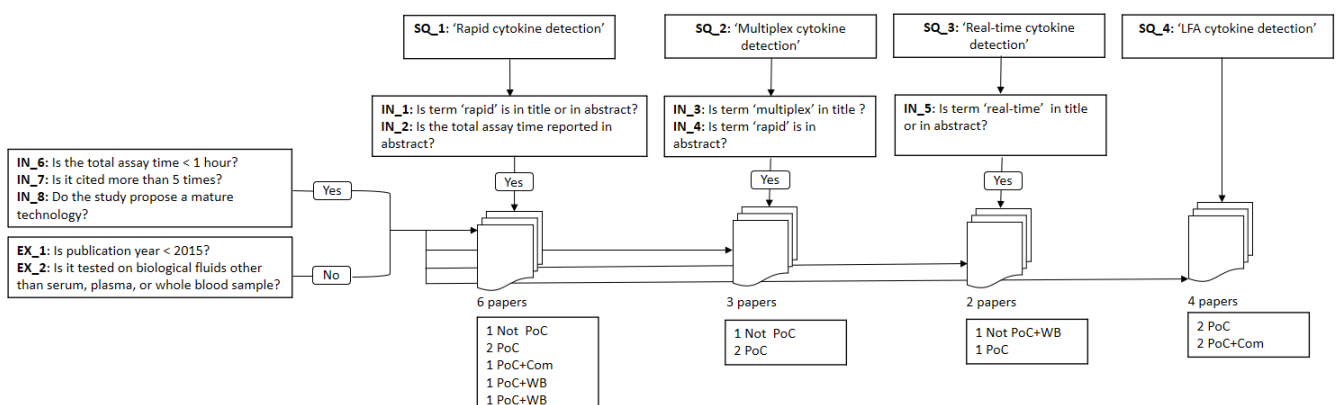 SQ_1: ‘Rapid cytokine detection’
SQ_2: ‘Multiplex cytokine
detection’
SQ_3: ‘Real-time cytokine
detection’
SQ_4: ‘LFA cytokine detection’
IN_1: Is term ‘rapid’ is in title or in abstract?
IN_2: Is the total assay time reported in
abstract?
IN_3: Is term ‘multiplex’ in title ?
IN_4: Is term ‘rapid’ is in
abstract?
IN_5: Is term ‘real-time’ in title
or in abstract?
IN_6: Is the total assay time < 1 hour?
IN_7: Is it cited more than 5 times?
IN_8: Do the study propose a mature
technology?
Yes
Yes
Yes
Yes
EX_1: Is publication year < 2015?
EX_2: Is it tested on biological fluids other
than serum, plasma, or whole blood sample?
No
6 papers
3 papers
2 papers
4 papers
1 Not PoC
2 PoC
1 PoC+Com
1 PoC+WB
1 PoC+WB
1 Not PoC
2 PoC
1 Not PoC+WB
1 PoC
2 PoC
2 PoC+Com